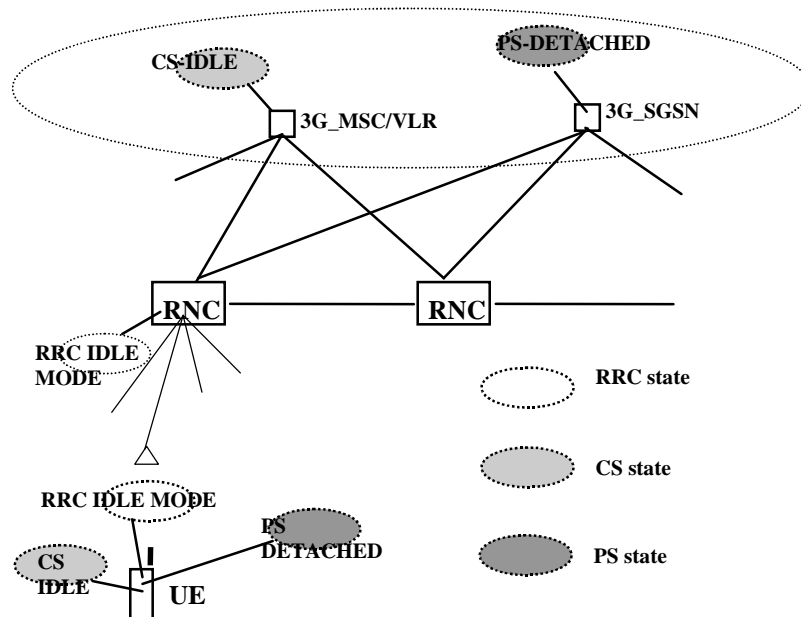 CS-IDLE
PS-DETACHED
3G_MSC/VLR
3G_SGSN
RNC
RNC
RRC IDLE
MODE
RRC state
CS state
RRC IDLE MODE
PS
DETACHED
PS state
CS
IDLE
UE